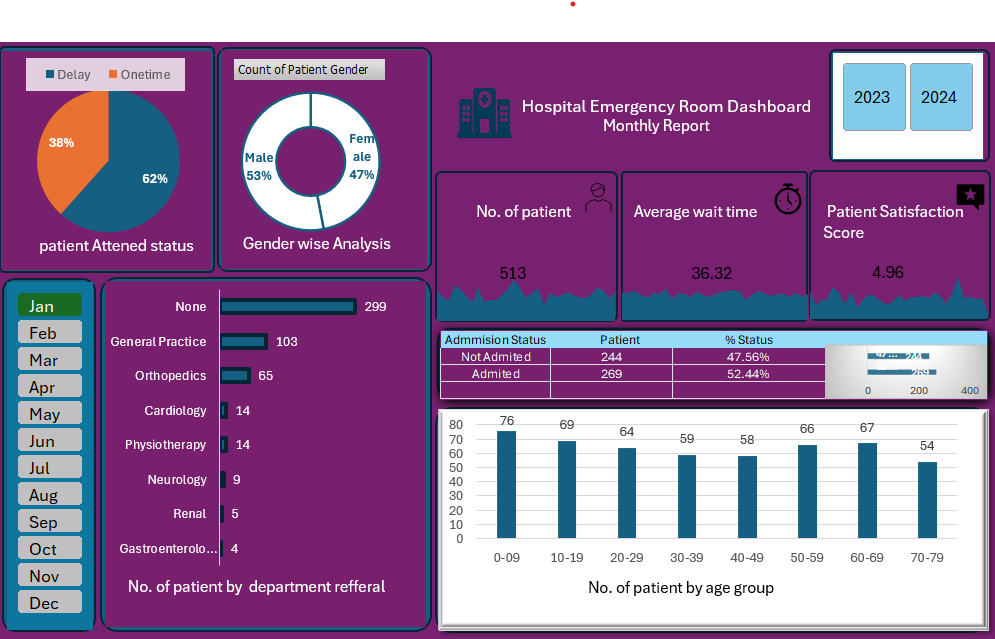 Delay Onetime
38%
62%
patient Attened status
Count of Patient Gender
Male
53%
Fem
ale
47%
Gender wise Analysis
Hospital Emergency Room Dashboard
Monthly Report
2023 2024
No. of patient
513
Average wait time
36.32
Patient Satisfaction
Score
4.96
Jan
Feb
Mar
Apr
May
Jun
Jul
Aug
Sep
Oct
Nov
Dec
None 299
General Practice 103
Orthopedics 65
Cardiology 14
Physiotherapy 14
Neurology 9
Renal 5
Gastroenterolo... 4
No. of patient by department refferal
Admmision Status Patient % Status
Not Admited 244 47.56%
Admited 269 52.44%
244
269
0 200 400
80
70
60
50
40
30
20
10
0
76 69 64 59 58 66 67 54
0-09 10-19 20-29 30-39 40-49 50-59 60-69 70-79
No. of patient by age group